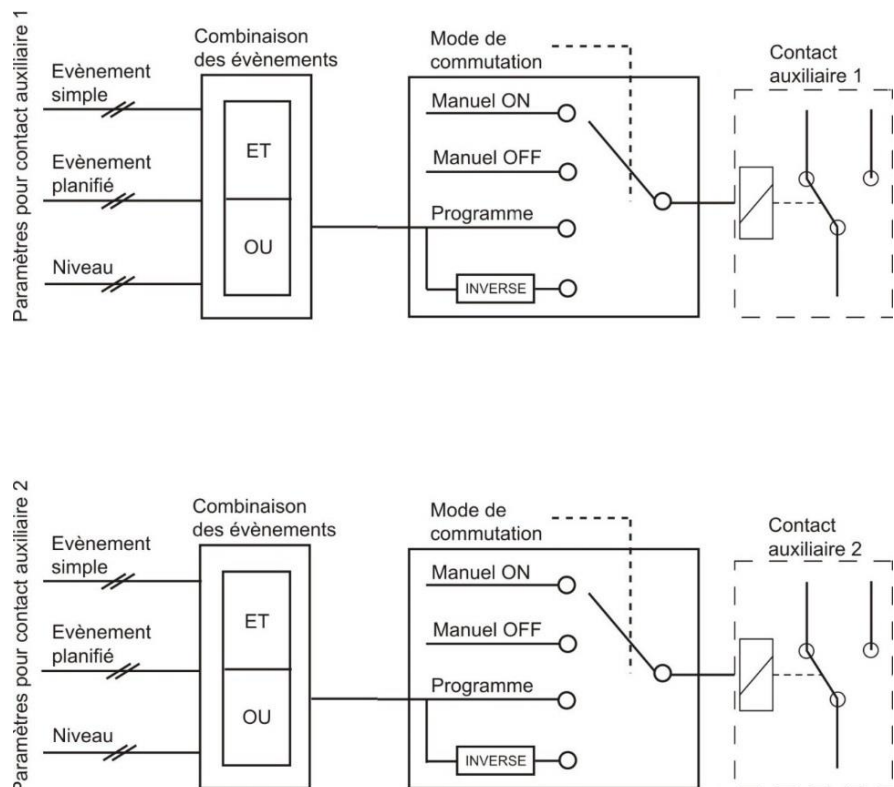 Paramètres pour contact auxiliaire 1
Evènement
simple
Evènement
planifié
Niveau
Combinaison
des évènements
ET
OU
Mode de
commutation
Manuel ON
Manuel OFF
Programme
INVERSE
Contact
auxiliaire 1
Paramètres pour contact auxiliaire 2
Evènement
simple
Evènement
planifié
Niveau
Combinaison
des évènements
ET
OU
Mode de
commutation
Manuel ON
Manuel OFF
Programme
INVERSE
Contact
auxiliaire 2